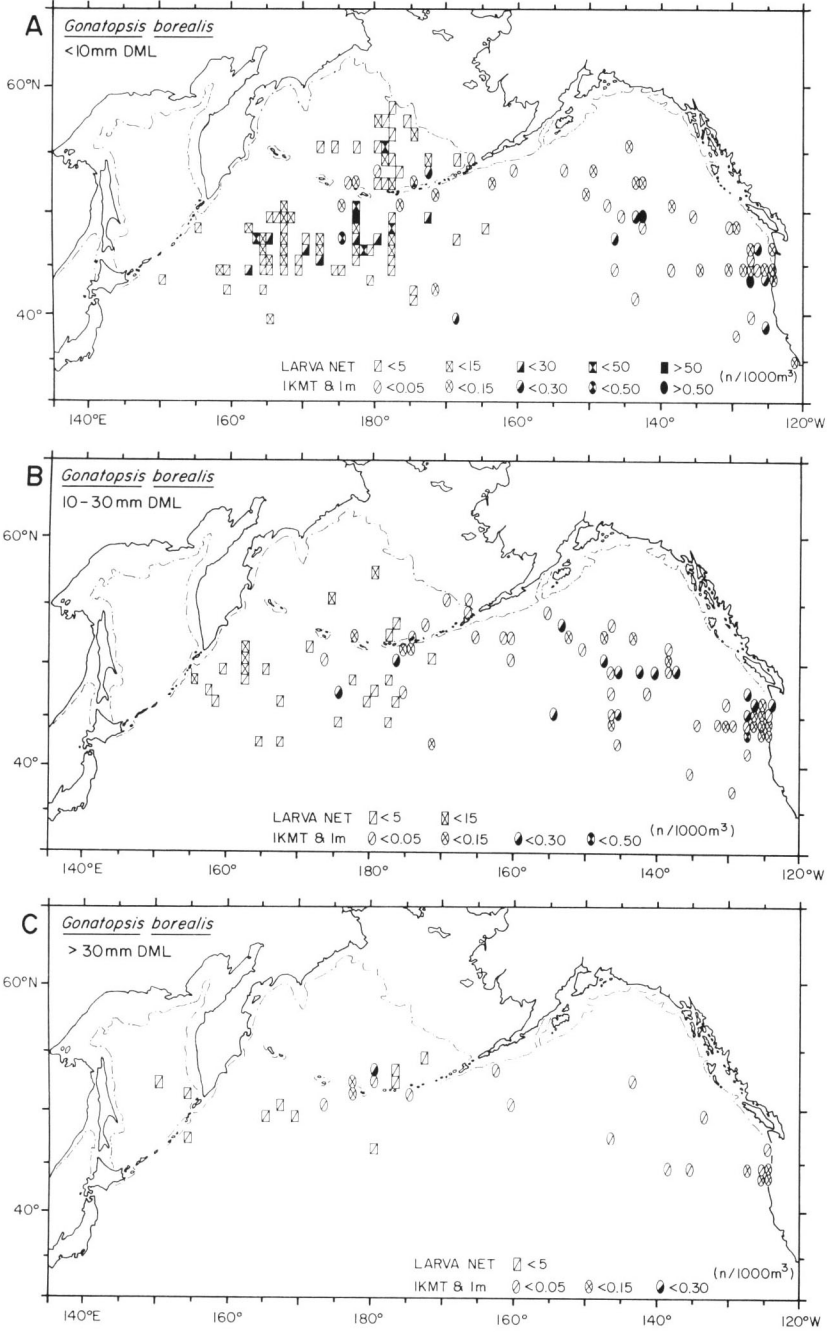 A
Gonatopsis borealis
<10mm DML
60°N
40°
LARVA NET <5 <15 <30 <50 >50
(n/1000m³)
IKMT & 1m <0.05 <0.15 <0.30 <0.50 >0.50
140°E 160° 180° 160° 140° 120°W
B
Gonatopsis borealis
10–30mm DML
60°N
40°
LARVA NET <5 <15
(n/1000m³)
IKMT & 1m <0.05 <0.15 <0.30 <0.50
140°E 160° 180° 160° 140° 120°W
C
Gonatopsis borealis
> 30mm DML
60°N
40°
LARVA NET <5
(n/1000m³)
IKMT & 1m <0.05 <0.15 <0.30
140°E 160° 180° 160° 140° 120°W